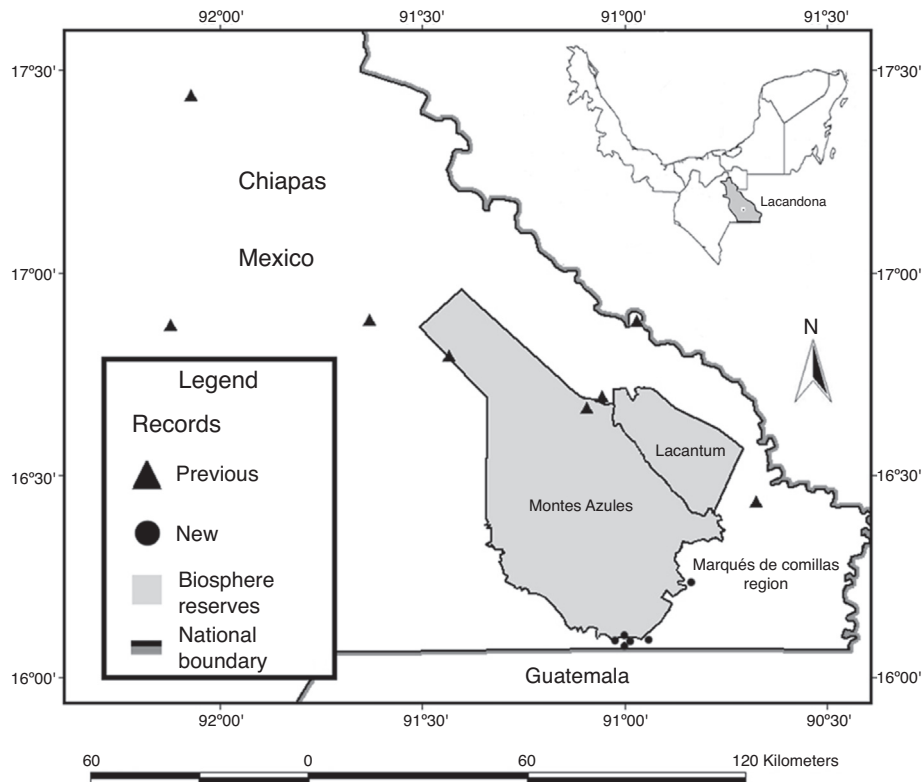 92°00' 91°30' 91°00' 91°30'
17°30' 17°30'
Chiapas
Lacandona
Mexico
17°00' 17°00'
N
Legend
Records
Previous
New
Biosphere
reserves
National
boundary
Lacantum
Montes Azules
16°30' 16°30'
Marqués de comillas
region
Guatemala
16°00' 16°00'
92°00' 91°30' 91°00' 90°30'
60 0 60 120 Kilometers